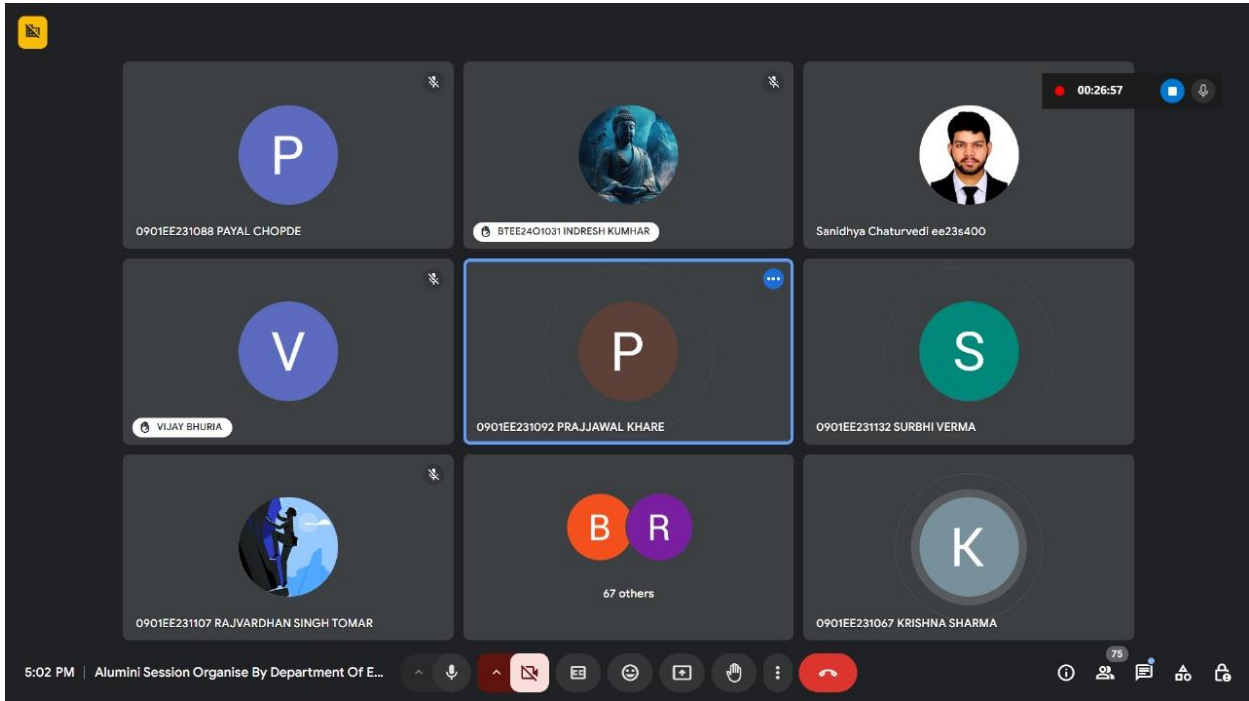 00:26:57
P
0901EE231088 PAYAL CHOPDE
BTEE24O1031 INDRESH KUMHAR
Sanidhya Chaturvedi ee23s400
V
VIJAY BHURIA
P
0901EE231092 PRAJJAWAL KHARE
S
0901EE231132 SURBHI VERMA
0901EE231107 RAJVARDHAN SINGH TOMAR
B R
67 others
K
0901EE231067 KRISHNA SHARMA
5:02 PM | Alumini Session Organise By Department Of E...
CC
75